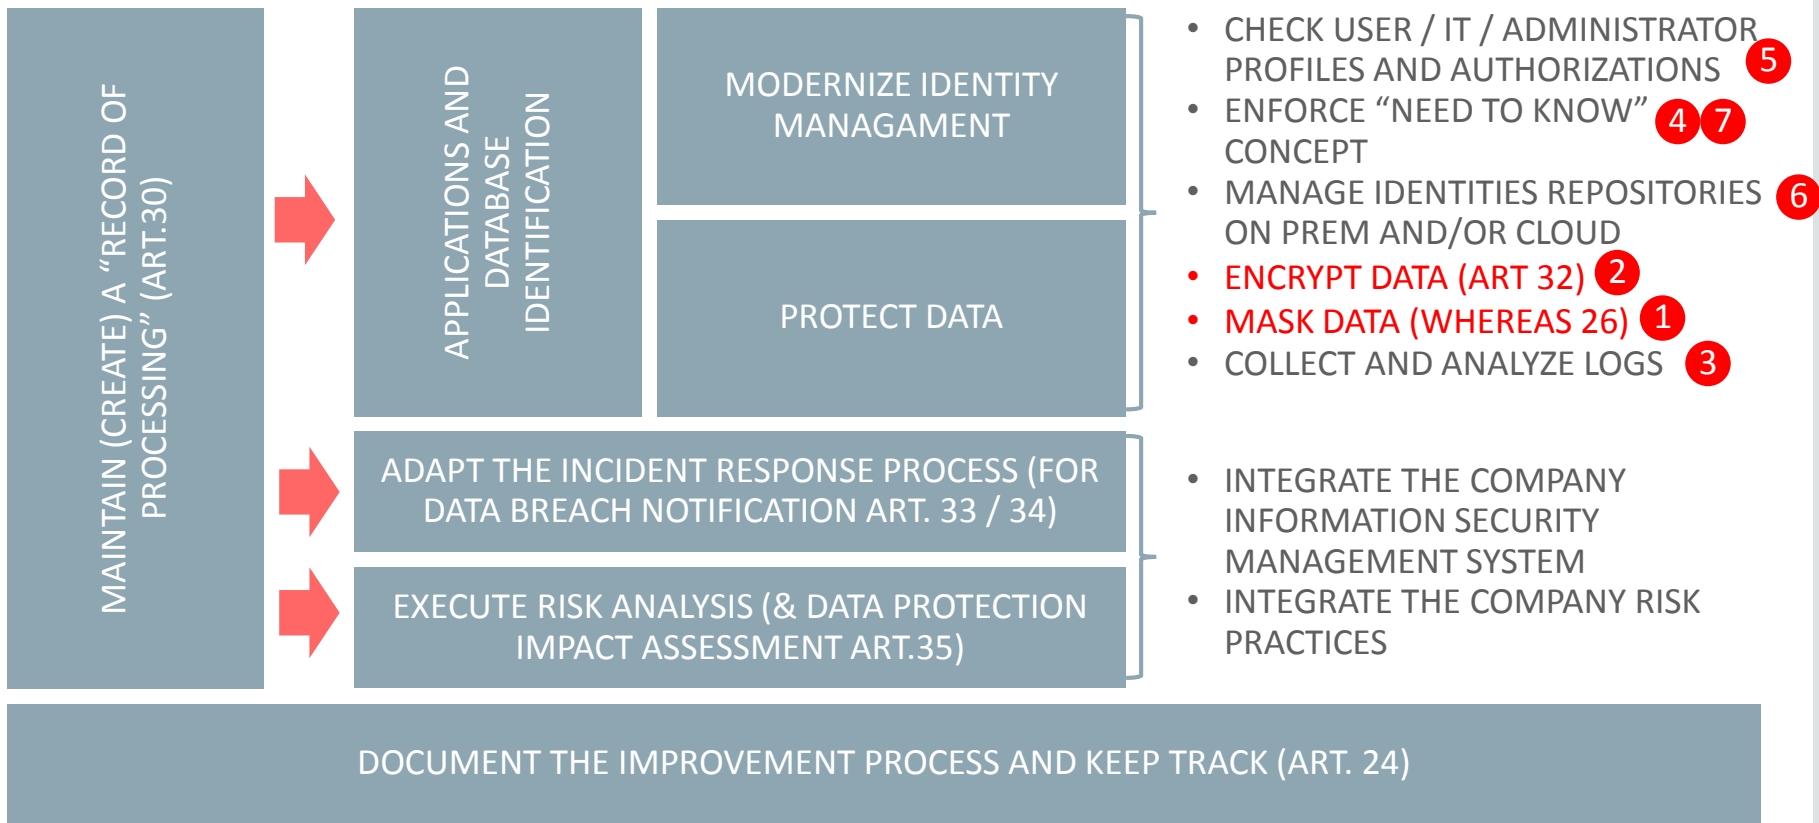 MAINTAIN (CREATE) A “RECORD OF
PROCESSING” (ART.30)
APPLICATIONS AND
DATABASE
IDENTIFICATION
MODERNIZE IDENTITY
MANAGAMENT
PROTECT DATA
• CHECK USER / IT / ADMINISTRATOR
PROFILES AND AUTHORIZATIONS 5
• ENFORCE “NEED TO KNOW” 4 7
CONCEPT
• MANAGE IDENTITIES REPOSITORIES 6
ON PREM AND/OR CLOUD
• ENCRYPT DATA (ART 32) 2
• MASK DATA (WHEREAS 26) 1
• COLLECT AND ANALYZE LOGS 3
ADAPT THE INCIDENT RESPONSE PROCESS (FOR
DATA BREACH NOTIFICATION ART. 33 / 34)
EXECUTE RISK ANALYSIS (& DATA PROTECTION
IMPACT ASSESSMENT ART.35)
• INTEGRATE THE COMPANY
INFORMATION SECURITY
MANAGEMENT SYSTEM
• INTEGRATE THE COMPANY RISK
PRACTICES
DOCUMENT THE IMPROVEMENT PROCESS AND KEEP TRACK (ART. 24)